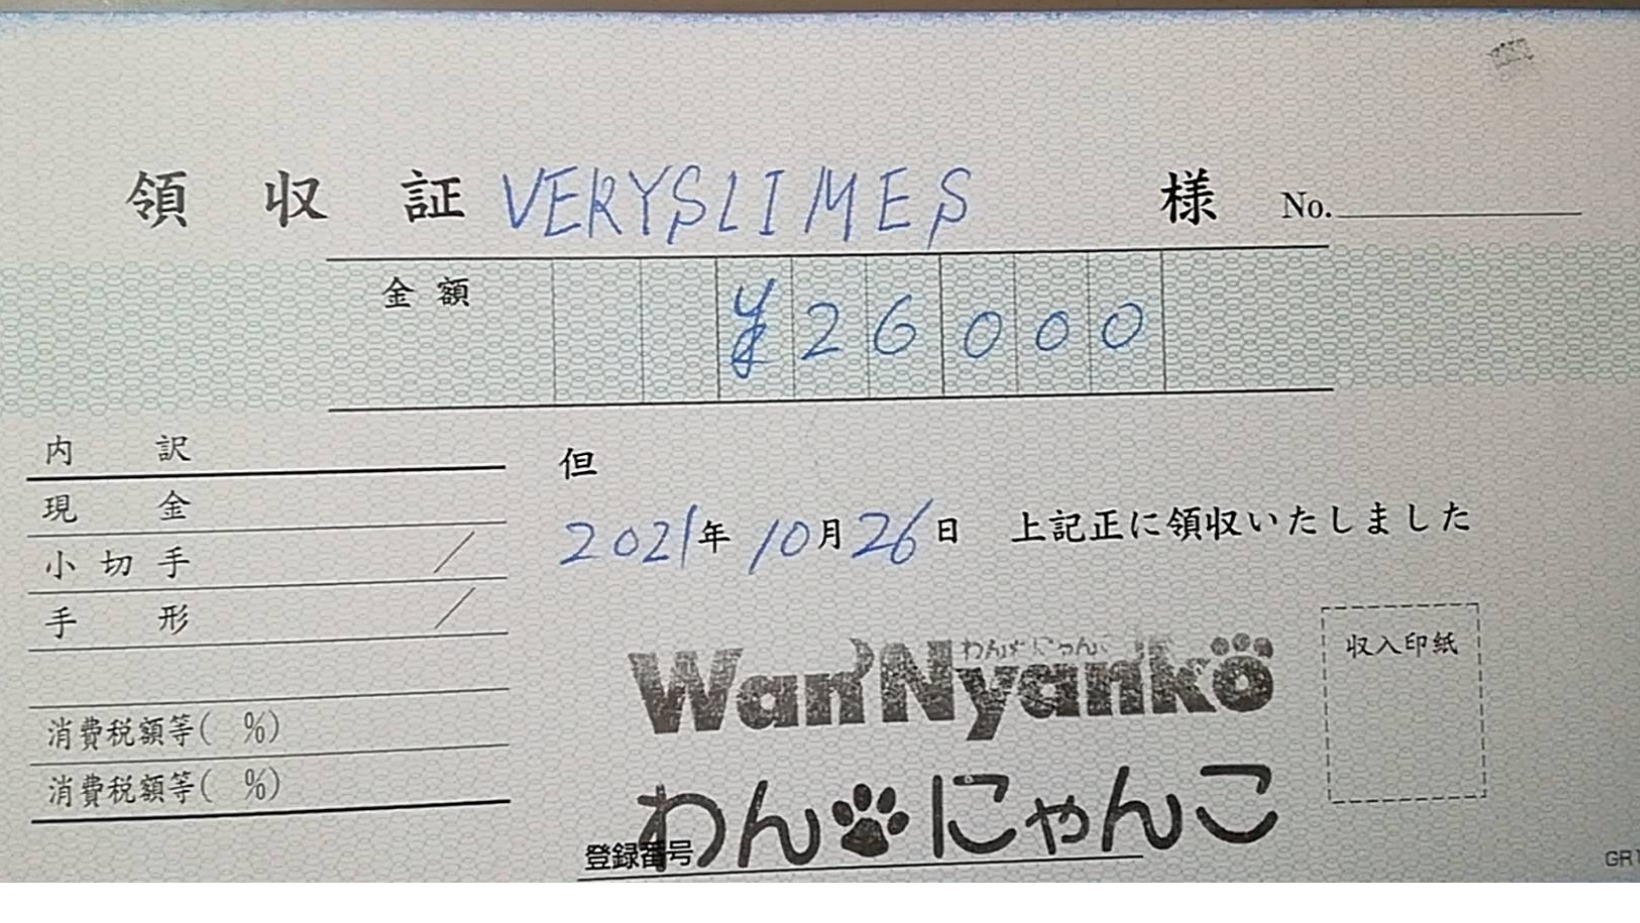 領収証 VERYSLIMES 様 No.
金額 ¥26000
内訳
現金
小切手 /
手形 /
消費税額等( %)
消費税額等( %)
但
2021年10月26日 上記正に領収いたしました
収入印紙
わん にゃんこ
Wan'Nyanko
わん にゃんこ
登録番号